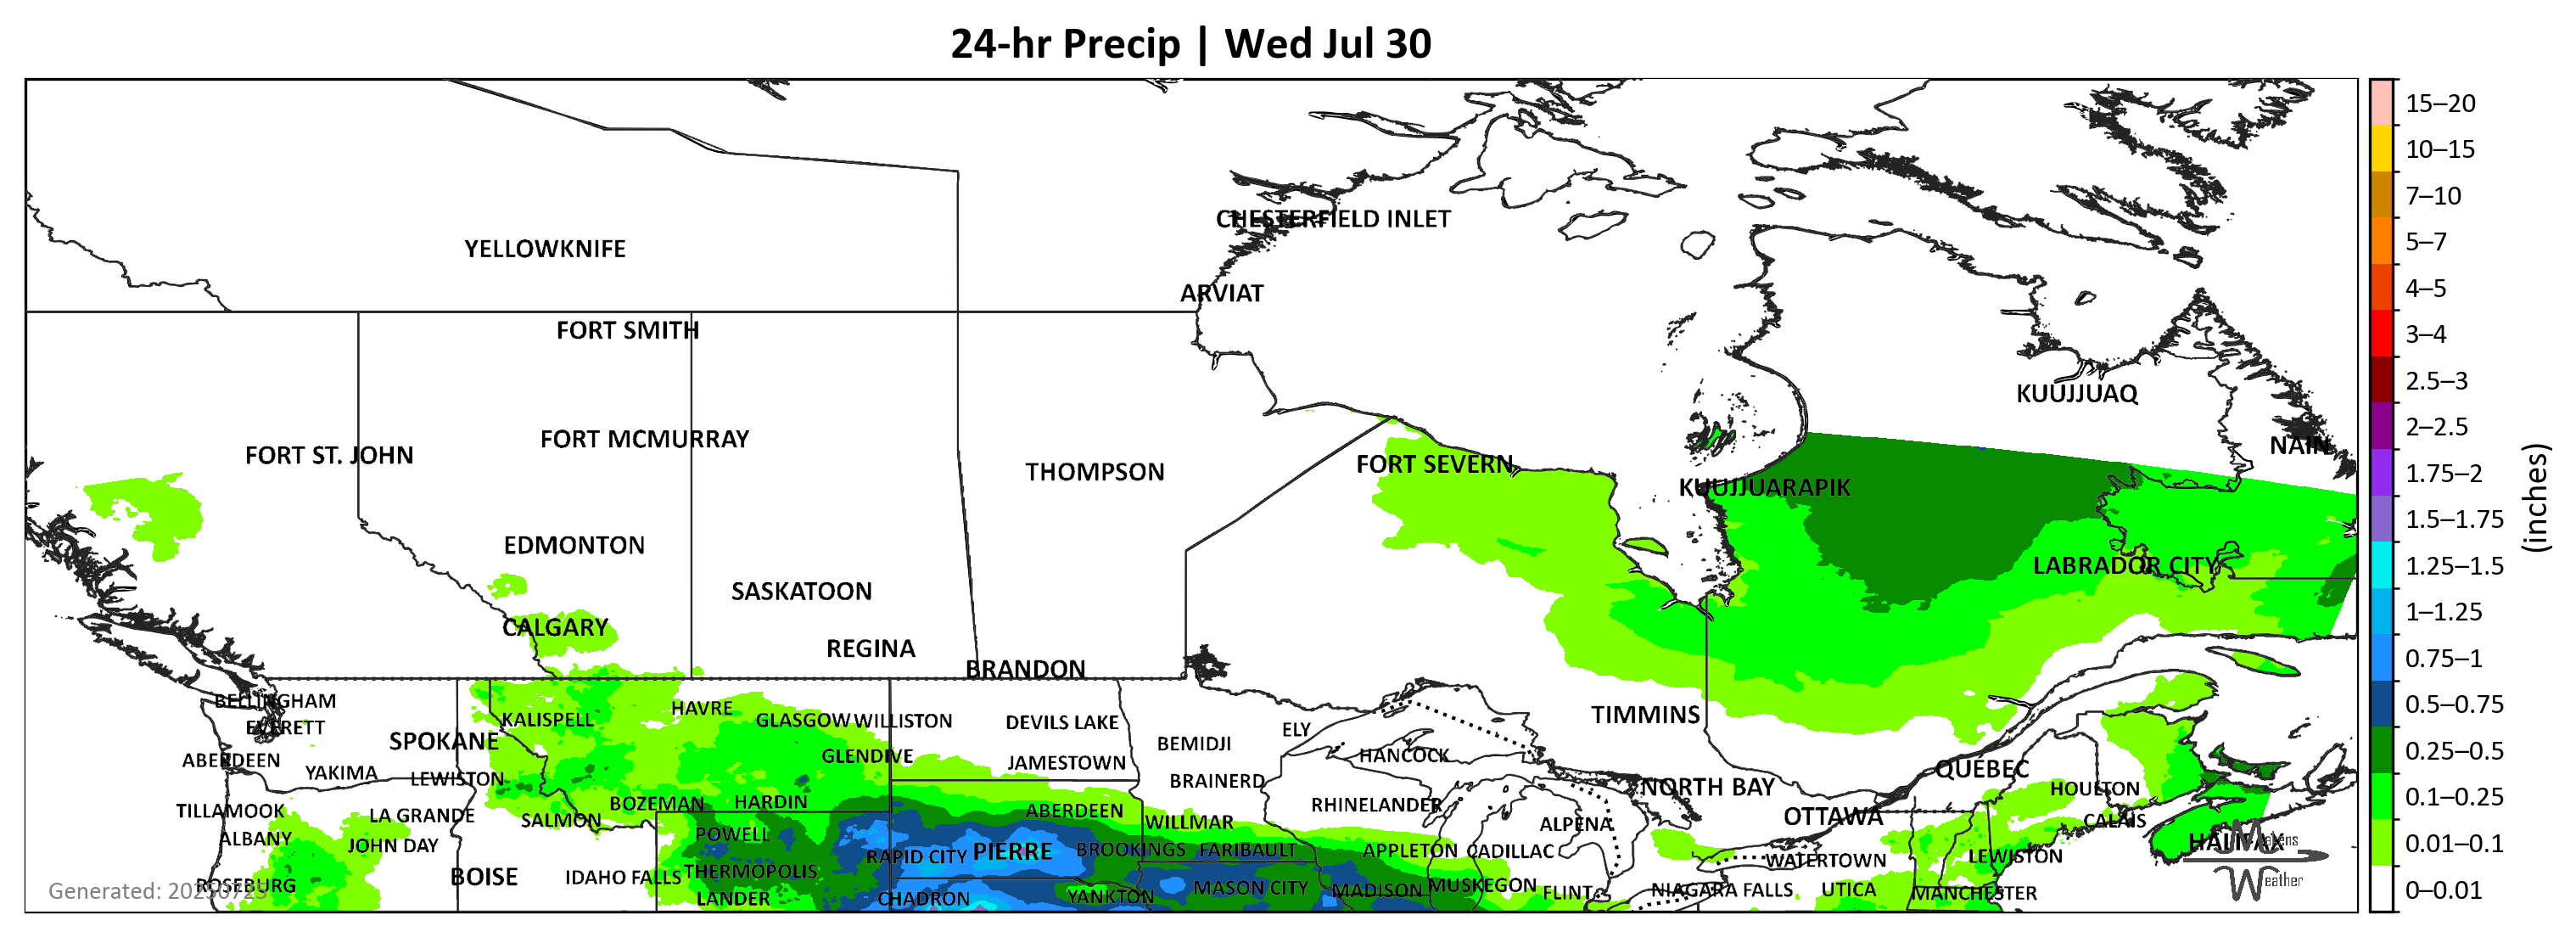 24-hr Precip | Wed Jul 30
YELLOWKNIFE
CHESTERFIELD INLET
ARVIAT
FORT SMITH
KUUJJUAQ
NAIN
FORT ST. JOHN
FORT MCMURRAY
THOMPSON
FORT SEVERN
KUUJJUARAPIK
EDMONTON
LABRADOR CITY
SASKATOON
CALGARY
REGINA
BRANDON
BELLINGHAM
EVERETT
KALISPELL
HAVRE
GLASGOW
WILLISTON
DEVILS LAKE
TIMMINS
SPOKANE
ABERDEEN
YAKIMA
LEWISTON
GLENDIVE
JAMESTOWN
BEMIDJI
ELY
HANCOCK
BRAINERD
NORTH BAY
QUÉBEC
HOULTON
TILLAMOOK
LA GRANDE
BOZEMAN
HARDIN
SALMON
ABERDEEN
WILLMAR
RHINELANDER
ALPENA
OTTAWA
CALAIS
ALBANY
JOHN DAY
POWELL
RAPID CITY
PIERRE
BROOKINGS
FARIBAULT
APPLETON
CADILLAC
WATERTOWN
LEWISTON
HALIFAX
ROSEBURG
BOISE
IDAHO FALLS
THERMOPOLIS
LANDER
CHADRON
YANKTON
MASON CITY
MADISON
MUSKEGON
FLINT
NIAGARA FALLS
UTICA
MANCHESTER
Generated: 20250725
Weather
15–20
10–15
7–10
5–7
4–5
3–4
2.5–3
2–2.5
1.75–2
1.5–1.75
1.25–1.5
1–1.25
0.75–1
0.5–0.75
0.25–0.5
0.1–0.25
0.01–0.1
0–0.01
(inches)